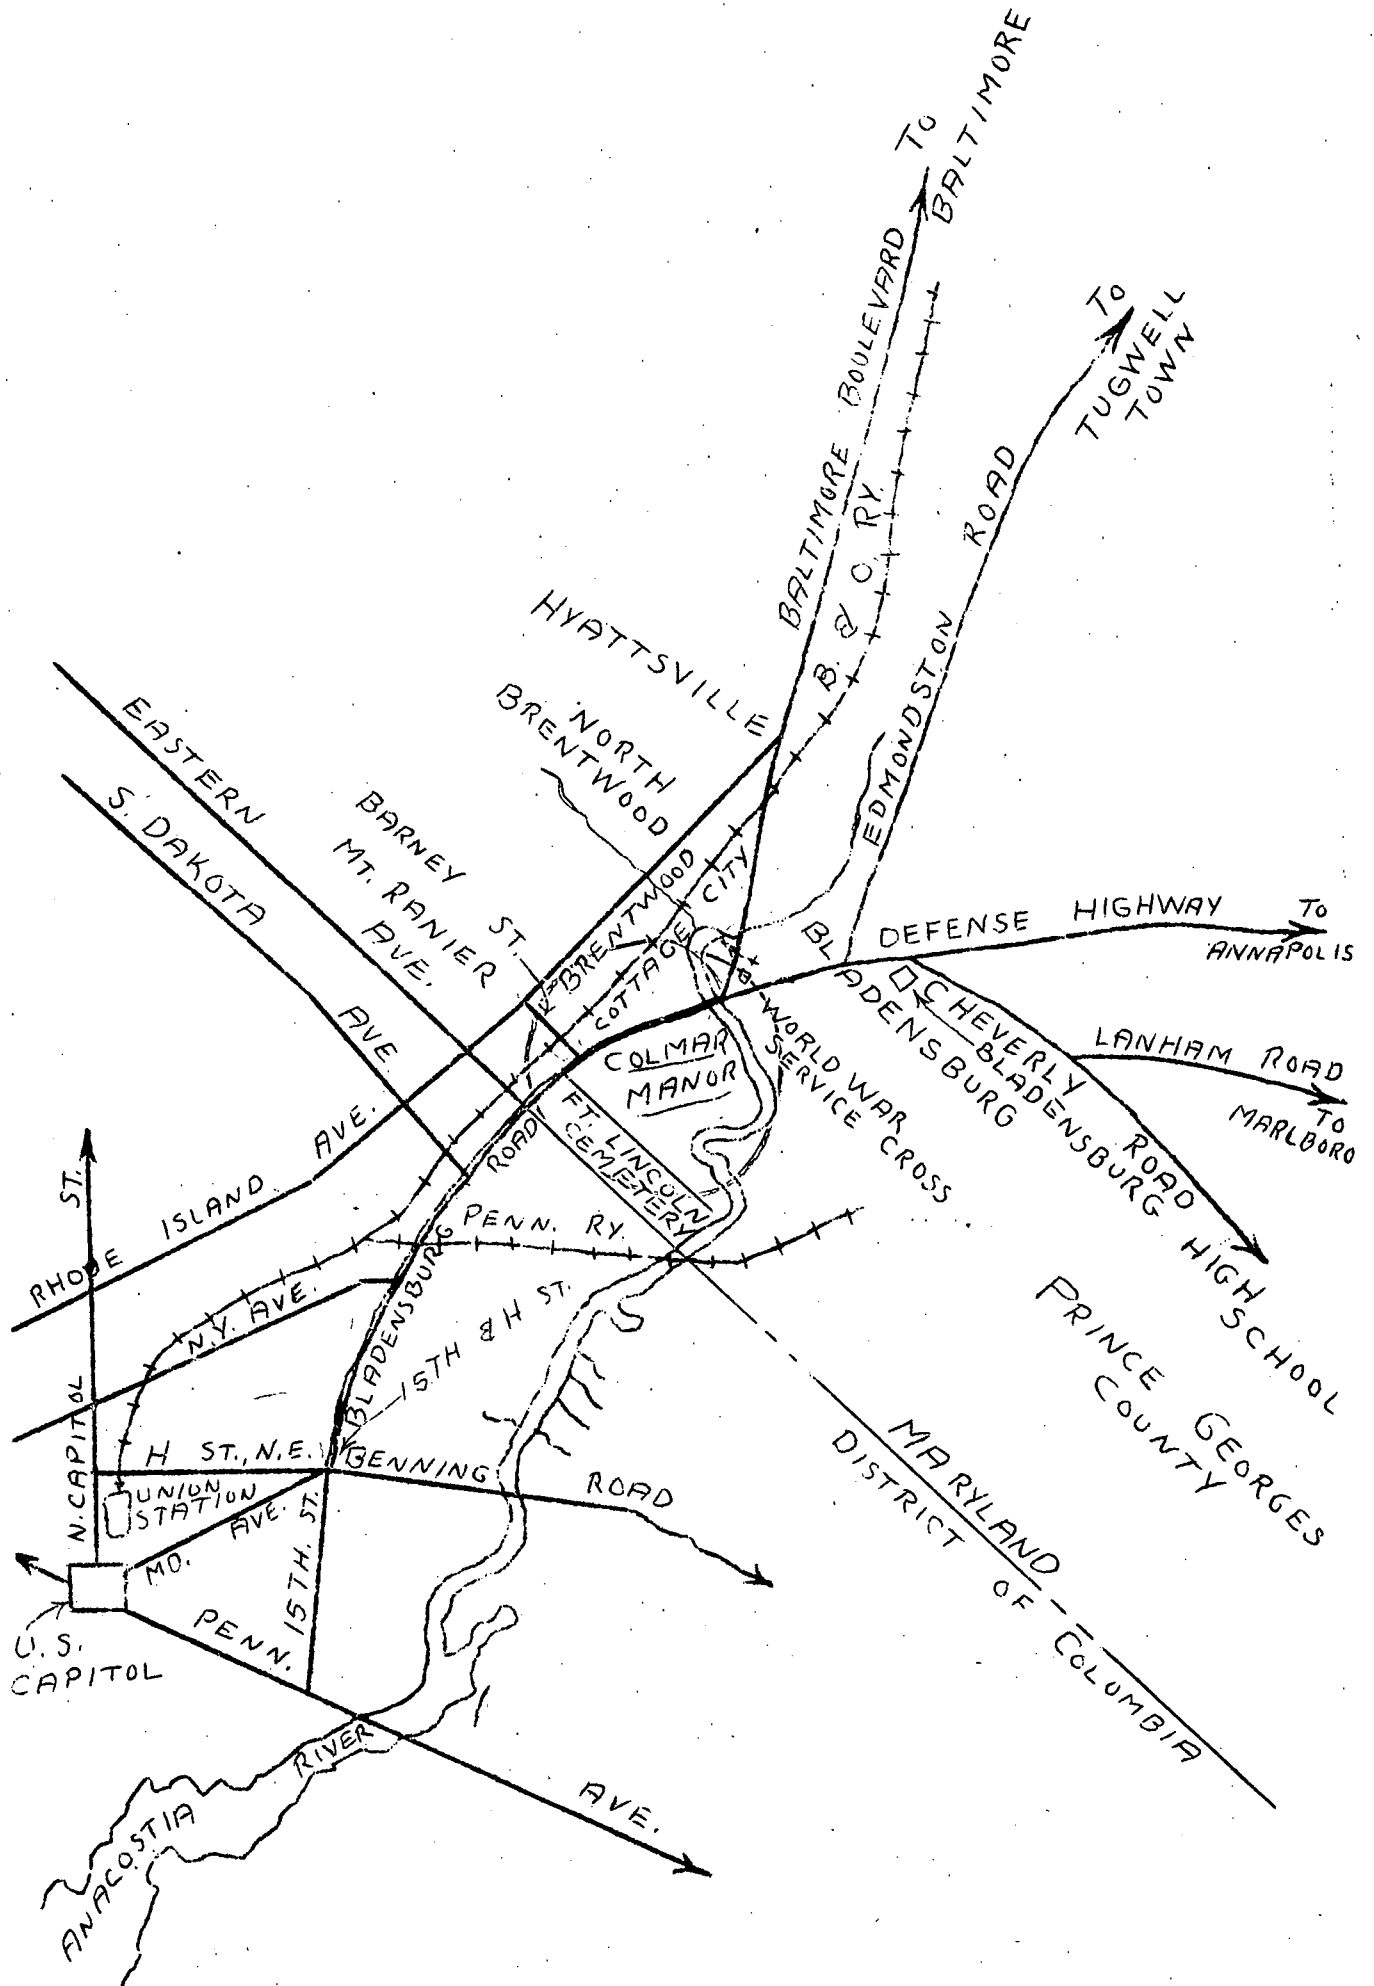 TO
BALTIMORE
BALTIMORE BOULEVARD
B. & O. RY.
TO
TUGWELL
TOWN
EDMONDSTON ROAD
HYATTSVILLE
NORTH
BRENTWOOD
EASTERN AVE.
S. DAKOTA AVE
BARNEY ST.
MT. RANIER
BRENTWOOD
COTTAGE CITY
BLADENSBURG
DEFENSE HIGHWAY
TO
ANNAPOLIS
CHEVERLY ROAD
BLADENSBURG HIGH SCHOOL
LANHAM ROAD
TO
MARLBORO
COLMAR
MANOR
WORLD WAR
SERVICE CROSS
FT. LINCOLN
CEMETERY
RHODE ISLAND AVE.
BLADENSBURG ROAD
PENN. RY.
N.Y. AVE.
15TH & H ST.
N. CAPITOL ST.
H ST., N.E.
BENNING ROAD
UNION
STATION
MD. AVE.
15TH. ST.
U. S.
CAPITOL
PENN. AVE.
ANACOSTIA RIVER
PRINCE GEORGES
COUNTY
MARYLAND
DISTRICT OF COLUMBIA